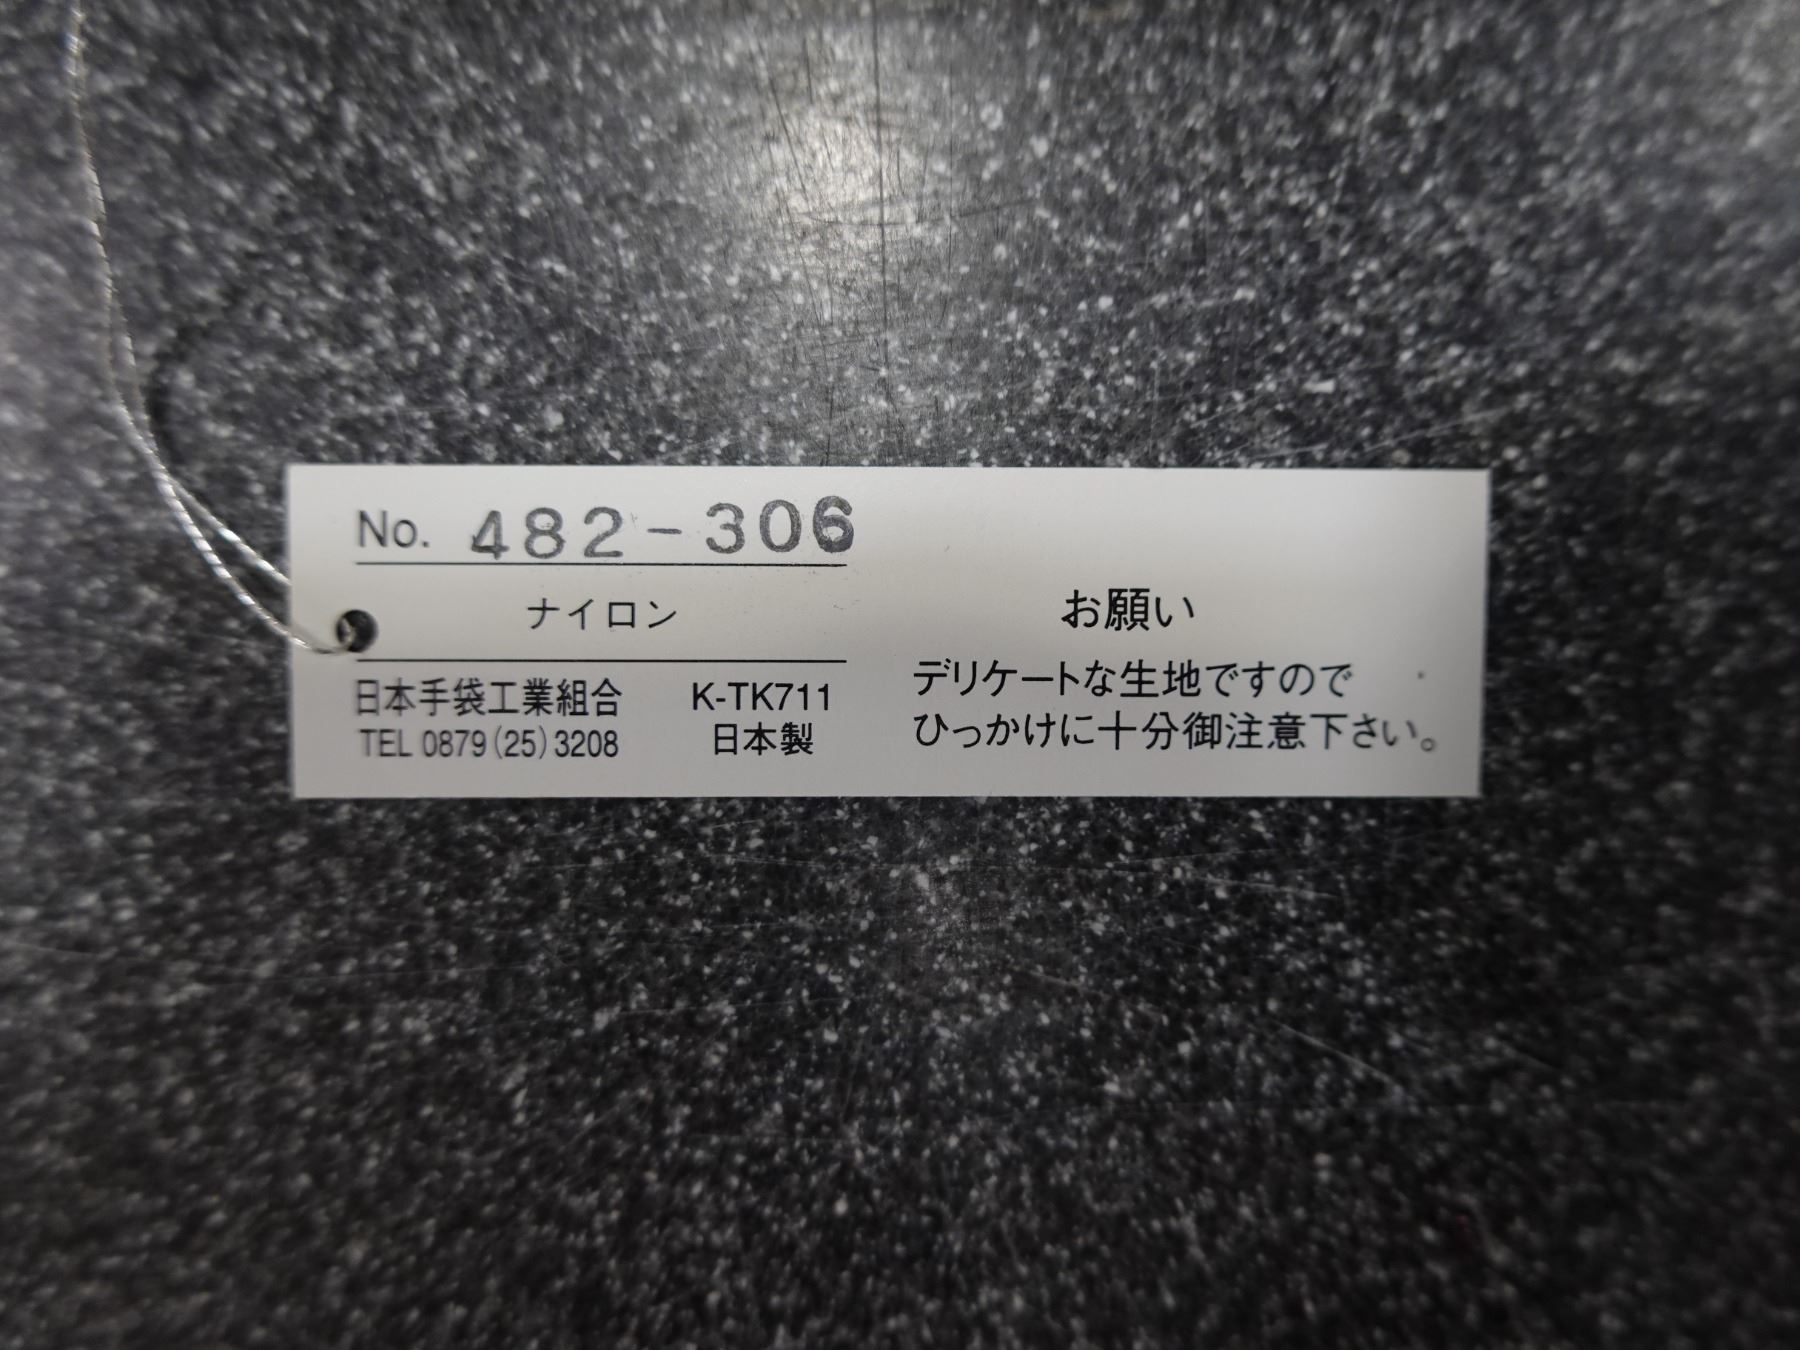 No. 482-306
ナイロン
日本手袋工業組合 K-TK711
TEL 0879(25)3208 日本製
お願い
デリケートな生地ですので
ひっかけに十分御注意下さい。